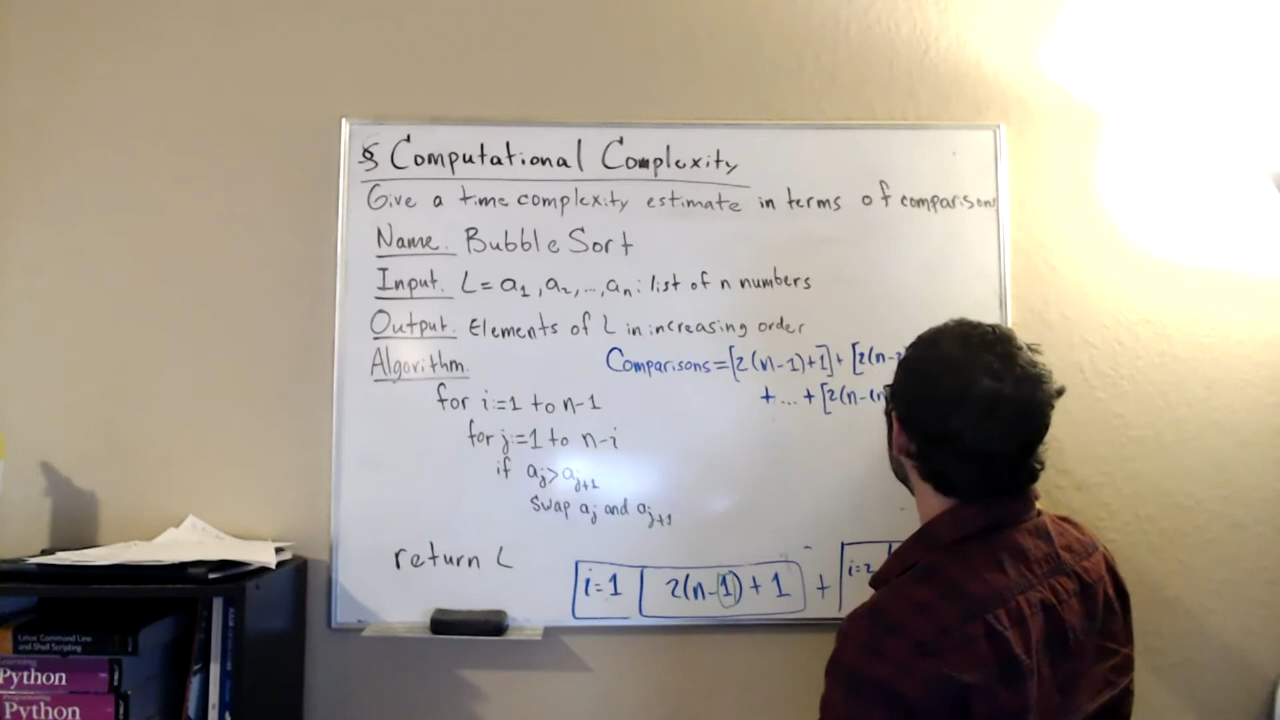 § Computational Complexity
Give a time complexity estimate in terms of comparisons
Name. Bubble Sort
Input. L = a₁, a₂, ..., aₙ : list of n numbers
Output. Elements of L in increasing order
Algorithm.
Comparisons = [2(n-1)+1] + [2(n-2
+ ... + [2(n-(n
for i:=1 to n-1
for j:=1 to n-i
if aⱼ > aⱼ₊₁
Swap aⱼ and aⱼ₊₁
return L
i=1 2(n-1)+1 + i=2
Linux Command Line
and Shell Scripting
Learning
Python
Programming
Python